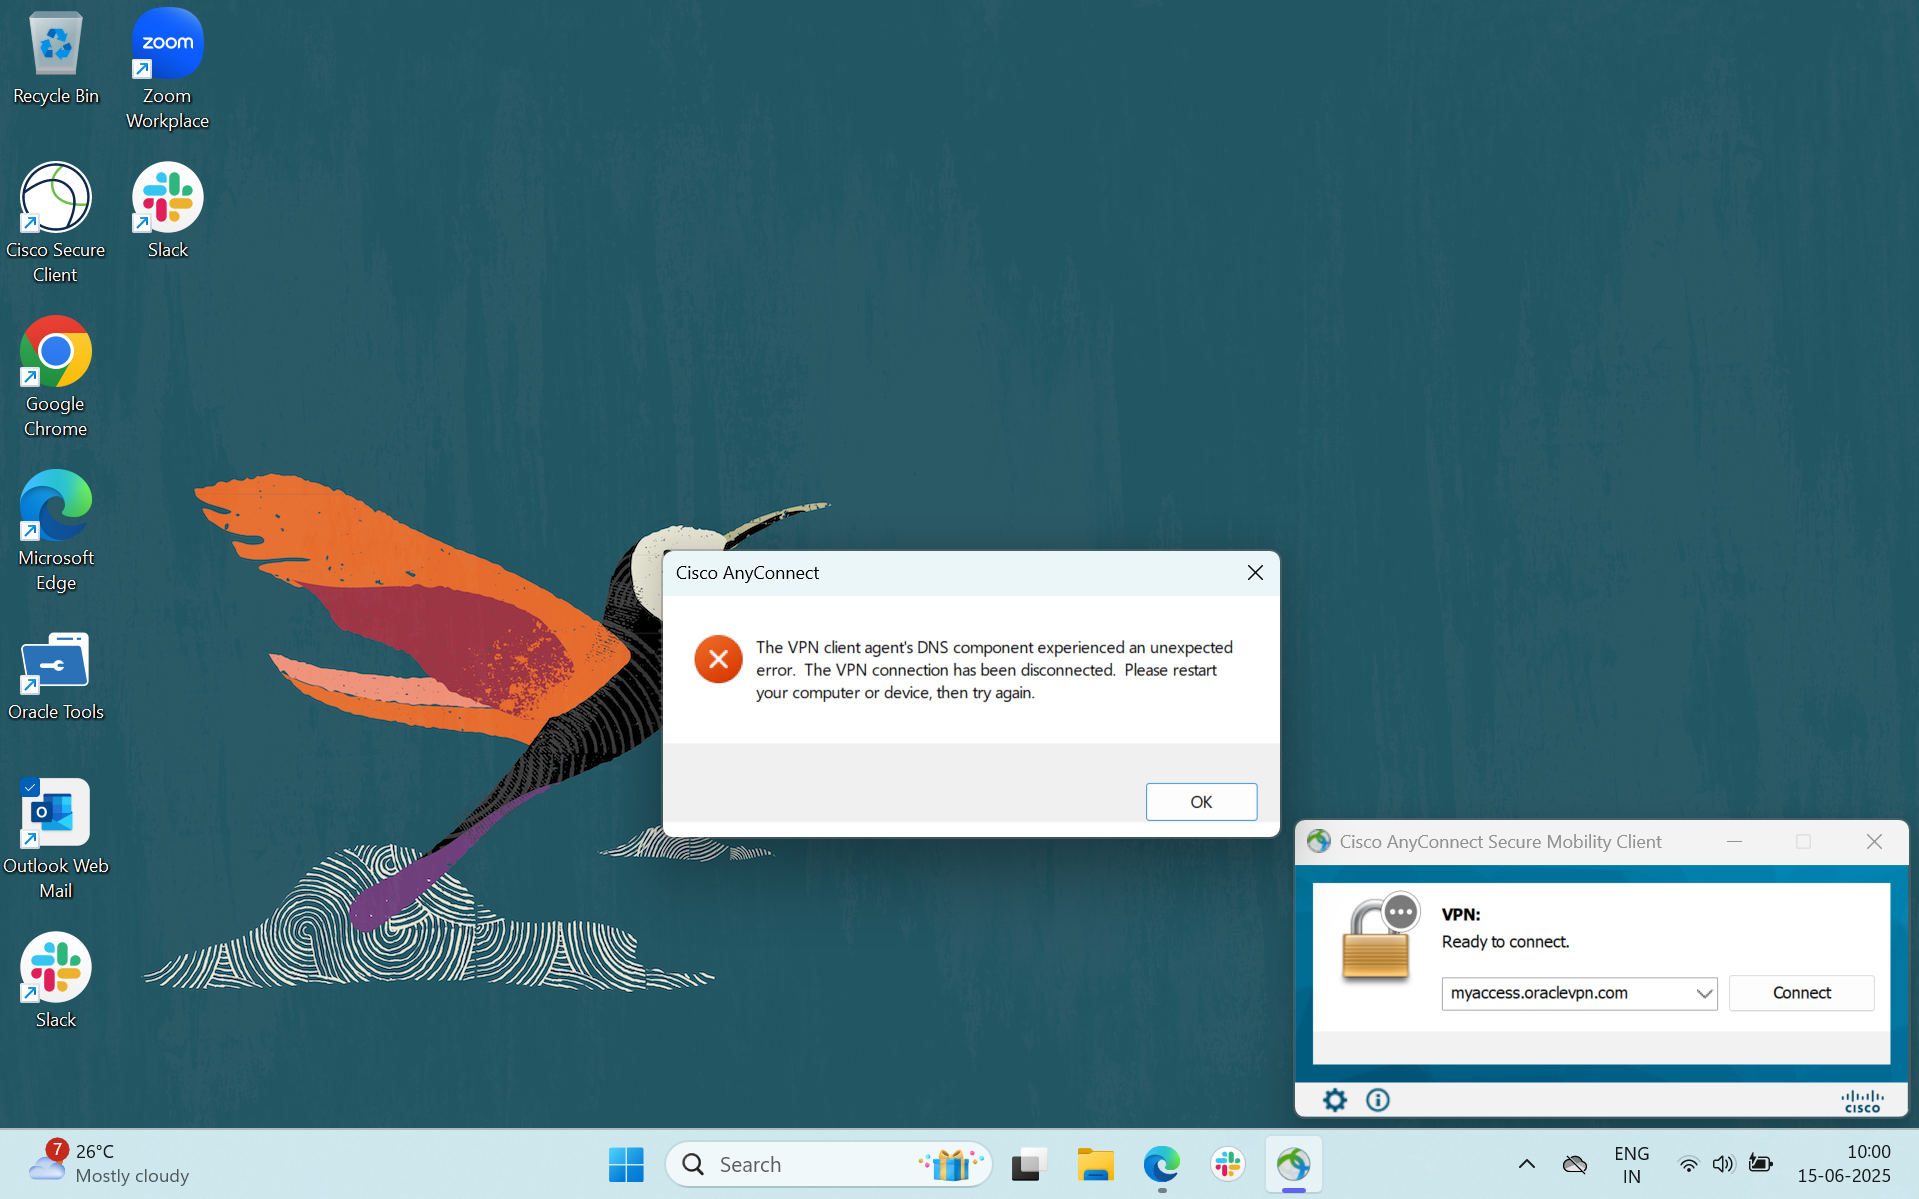 Recycle Bin
zoom
Zoom
Workplace
Cisco Secure
Client
Slack
Google
Chrome
Microsoft
Edge
Oracle Tools
O
Outlook Web
Mail
Slack
Cisco AnyConnect
The VPN client agent's DNS component experienced an unexpected
error.  The VPN connection has been disconnected.  Please restart
your computer or device, then try again.
OK
Cisco AnyConnect Secure Mobility Client
VPN:
Ready to connect.
myaccess.oraclevpn.com
Connect
CISCO
7
26°C
Mostly cloudy
Search
ENG
IN
10:00
15-06-2025